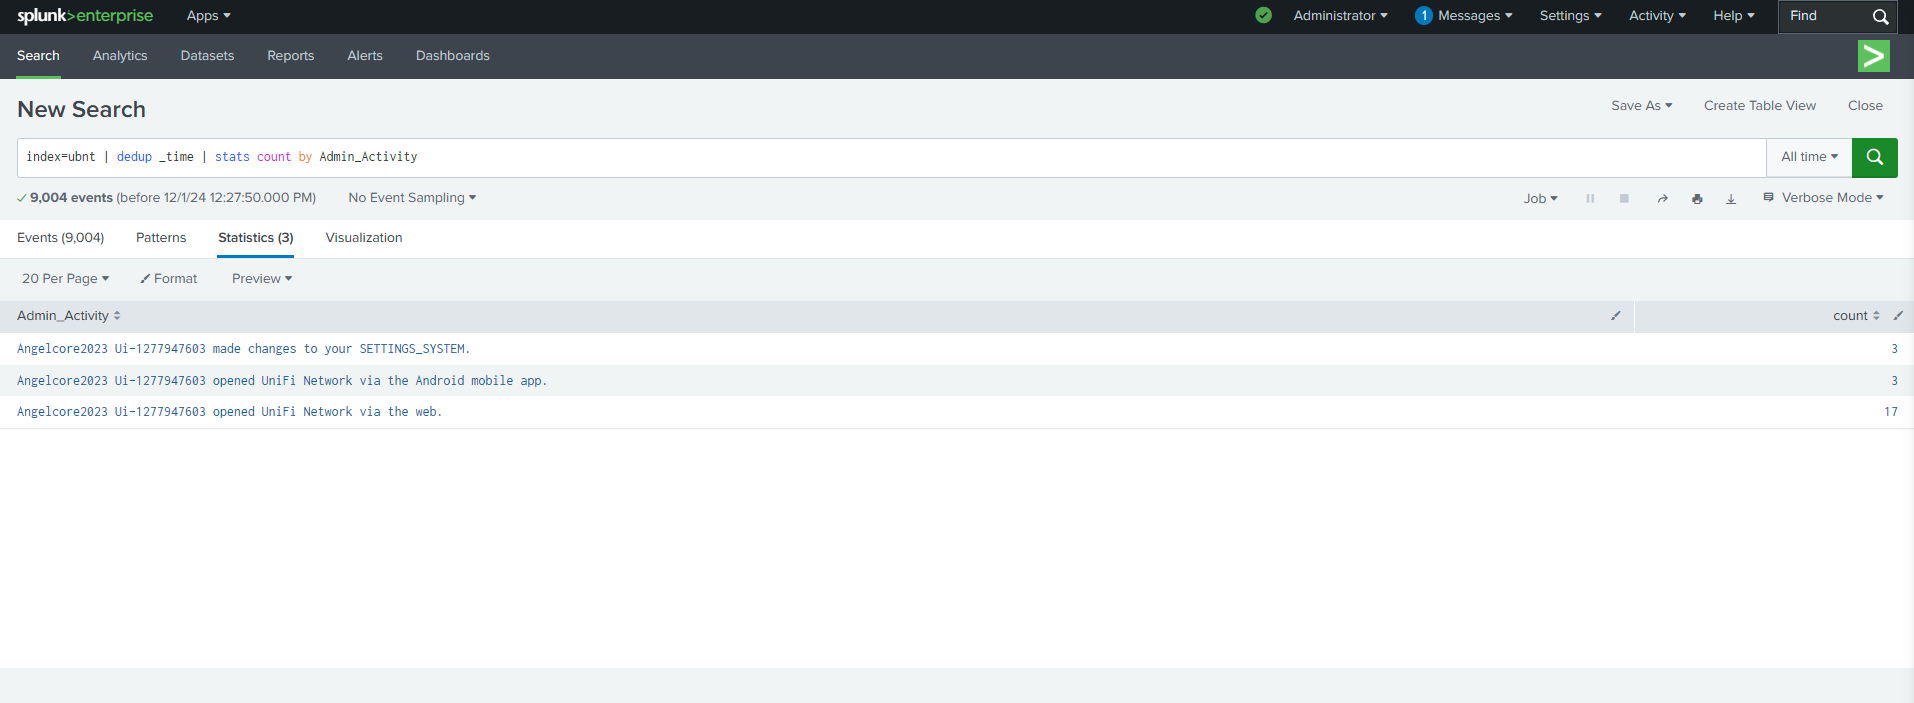 splunk>enterprise Apps Administrator 1 Messages Settings Activity Help Find
Search Analytics Datasets Reports Alerts Dashboards
New Search Save As Create Table View Close
index=ubnt | dedup _time | stats count by Admin_Activity All time
9,004 events (before 12/1/24 12:27:50.000 PM) No Event Sampling Job Verbose Mode
Events (9,004) Patterns Statistics (3) Visualization
20 Per Page Format Preview
Admin_Activity count
Angelcore2023 Ui-1277947603 made changes to your SETTINGS_SYSTEM. 3
Angelcore2023 Ui-1277947603 opened UniFi Network via the Android mobile app. 3
Angelcore2023 Ui-1277947603 opened UniFi Network via the web. 17